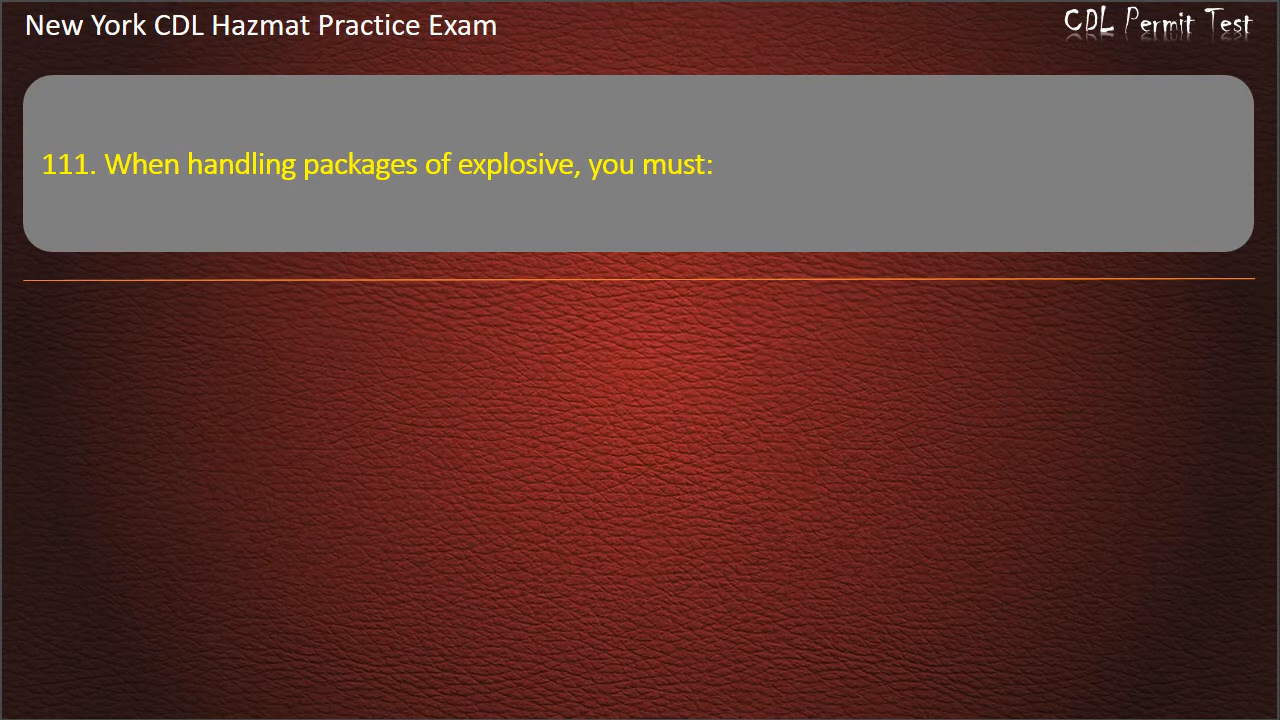 New York CDL Hazmat Practice Exam
CDL Permit Test
111. When handling packages of explosive, you must: